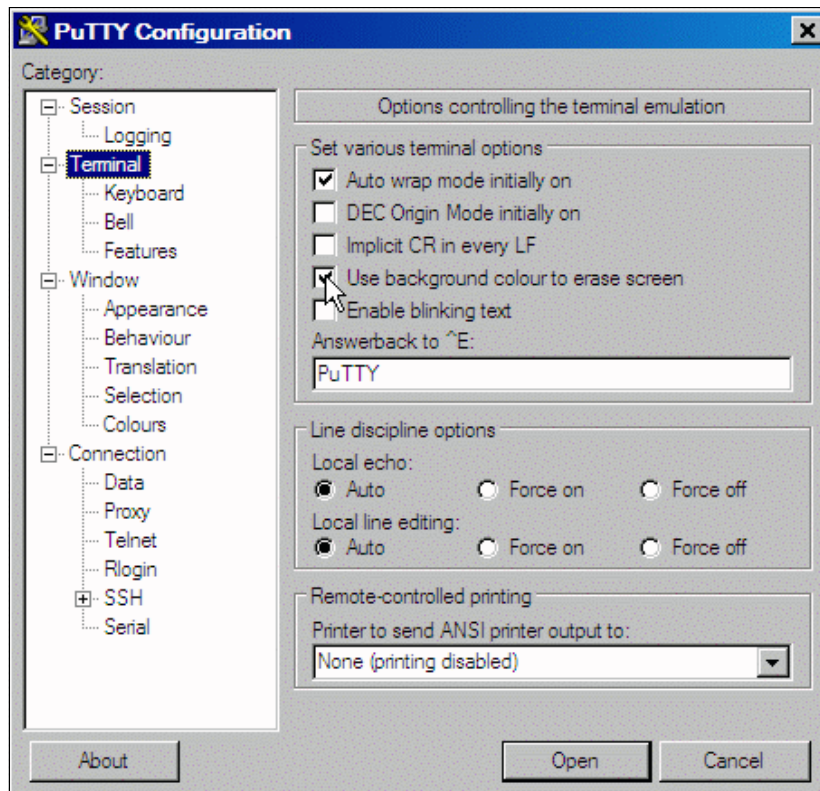 PuTTY Configuration
Category:
Session
Logging
Terminal
Keyboard
Bell
Features
Window
Appearance
Behaviour
Translation
Selection
Colours
Connection
Data
Proxy
Telnet
Rlogin
SSH
Serial
Options controlling the terminal emulation
Set various terminal options
Auto wrap mode initially on
DEC Origin Mode initially on
Implicit CR in every LF
Use background colour to erase screen
Enable blinking text
Answerback to ^E:
PuTTY
Line discipline options
Local echo:
Auto Force on Force off
Local line editing:
Auto Force on Force off
Remote-controlled printing
Printer to send ANSI printer output to:
None (printing disabled)
About Open Cancel